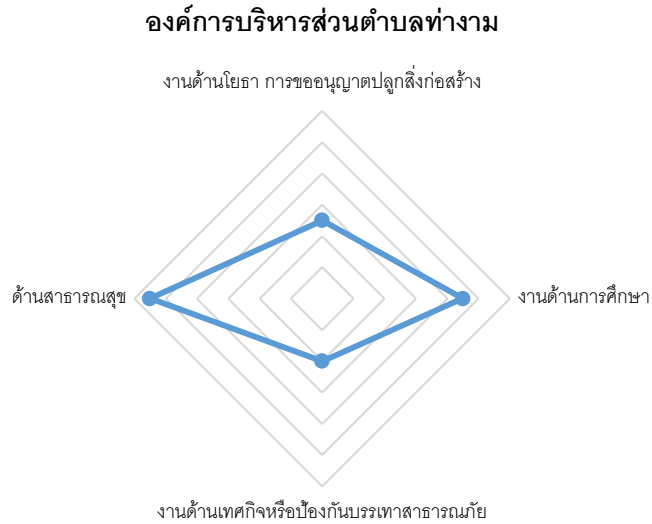 องค์การบริหารส่วนตำบลท่างาม
งานด้านโยธา การขออนุญาตปลูกสิ่งก่อสร้าง
ด้านสาธารณสุข
งานด้านการศึกษา
งานด้านเทศกิจหรือป้องกันบรรเทาสาธารณภัย